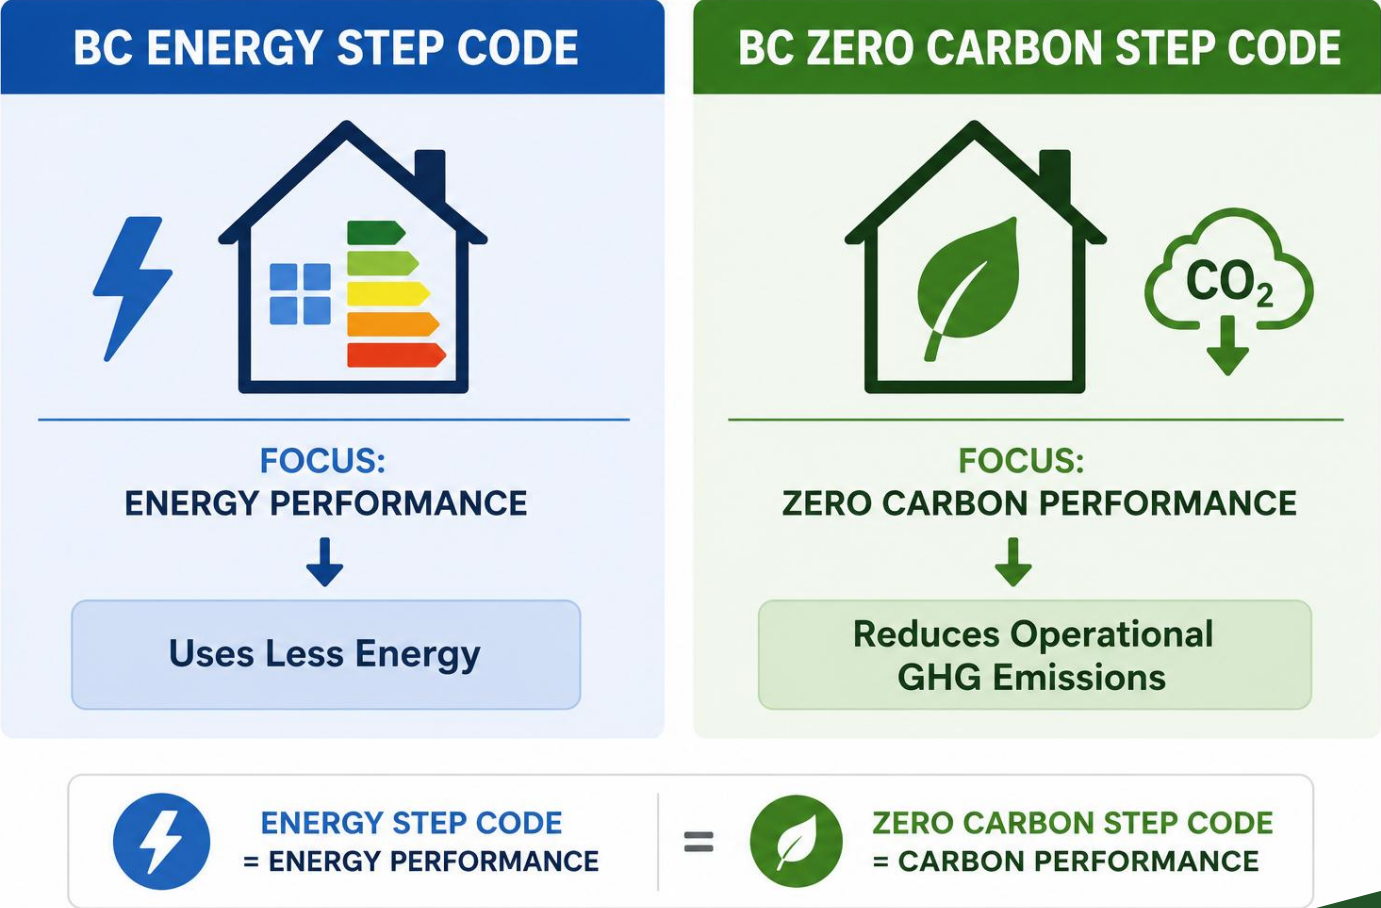 BC ENERGY STEP CODE
FOCUS:
ENERGY PERFORMANCE
Uses Less Energy
BC ZERO CARBON STEP CODE
CO₂
FOCUS:
ZERO CARBON PERFORMANCE
Reduces Operational
GHG Emissions
ENERGY STEP CODE
= ENERGY PERFORMANCE
=
ZERO CARBON STEP CODE
= CARBON PERFORMANCE